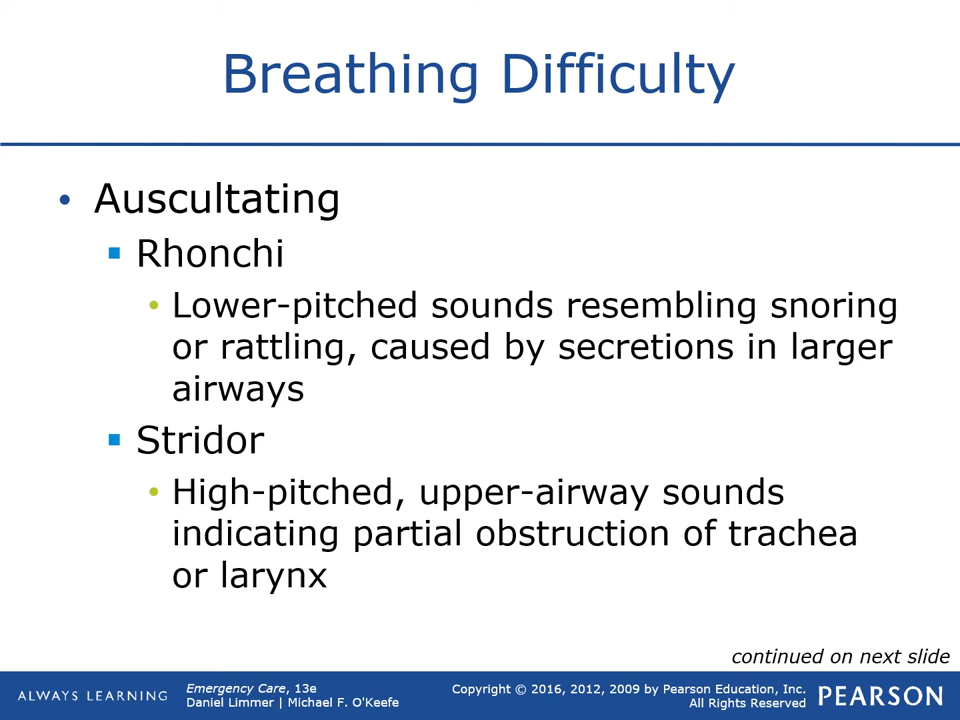 Breathing Difficulty
• Auscultating
▪ Rhonchi
• Lower-pitched sounds resembling snoring
or rattling, caused by secretions in larger
airways
▪ Stridor
• High-pitched, upper-airway sounds
indicating partial obstruction of trachea
or larynx
continued on next slide
ALWAYS LEARNING
Emergency Care, 13e
Daniel Limmer | Michael F. O'Keefe
Copyright © 2016, 2012, 2009 by Pearson Education, Inc.
All Rights Reserved
PEARSON